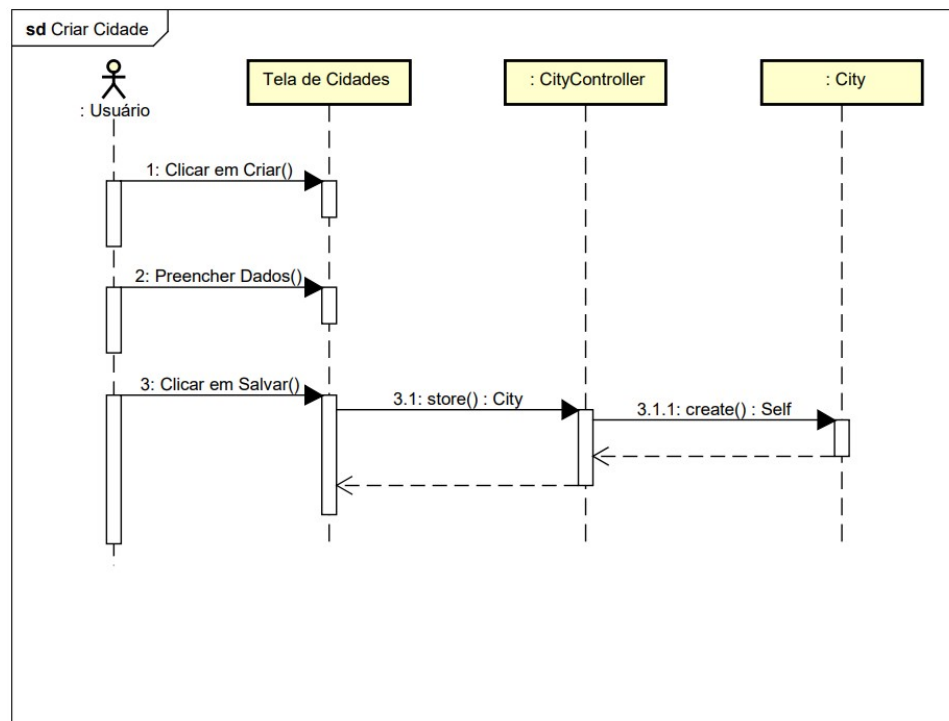 sd Criar Cidade
: Usuário
Tela de Cidades
: CityController
: City
1: Clicar em Criar()
2: Preencher Dados()
3: Clicar em Salvar()
3.1: store() : City
3.1.1: create() : Self